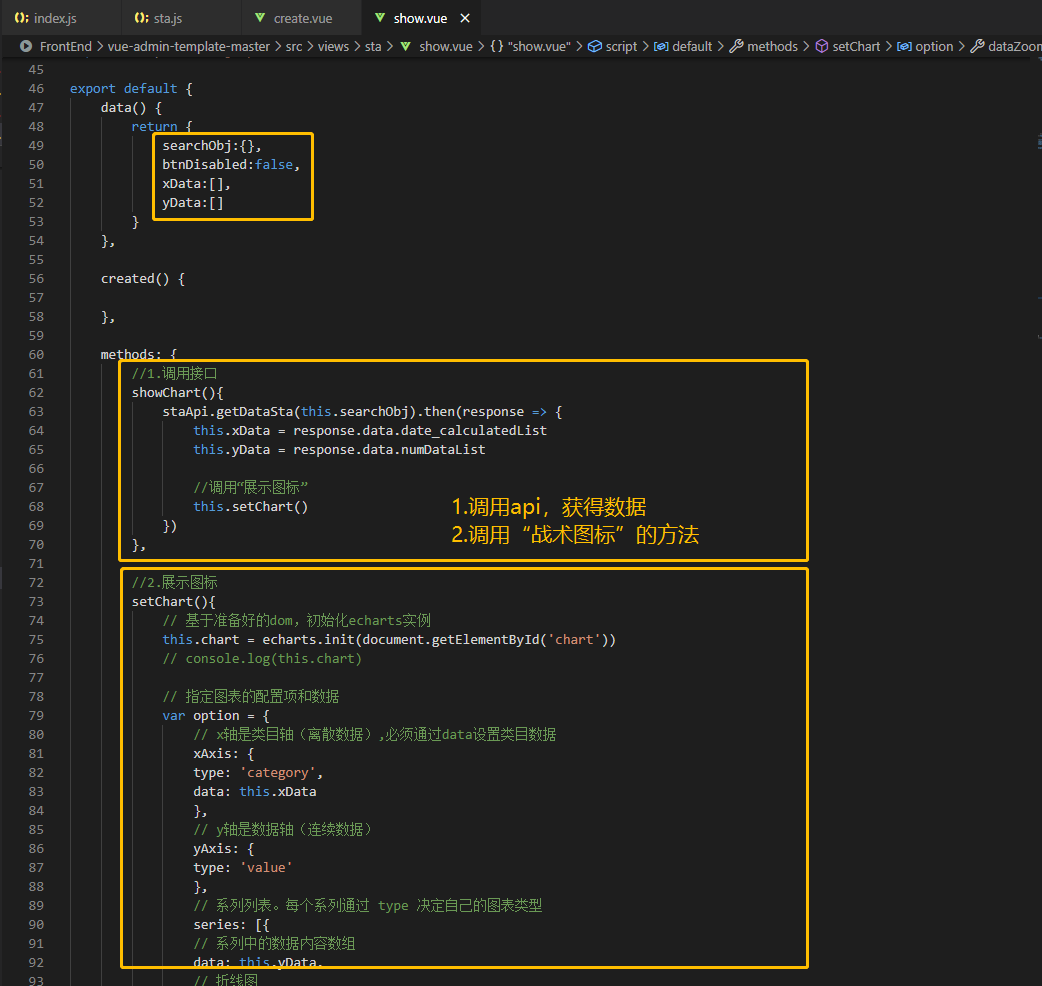 index.js sta.js create.vue show.vue
FrontEnd > vue-admin-template-master > src > views > sta > show.vue > {} "show.vue" > script > default > methods > setChart > option > dataZoom
45
46 export default {
47 data() {
48 return {
49 searchObj:{},
50 btnDisabled:false,
51 xData:[],
52 yData:[]
53 }
54 },
55
56 created() {
57
58 },
59
60 methods: {
61 //1.调用接口
62 showChart(){
63 staApi.getDataSta(this.searchObj).then(response => {
64 this.xData = response.data.date_calculatedList
65 this.yData = response.data.numDataList
66
67 //调用“展示图标”
68 this.setChart()
69 })
70 },
1.调用api，获得数据
2.调用“战术图标”的方法
71
72 //2.展示图标
73 setChart(){
74 // 基于准备好的dom，初始化echarts实例
75 this.chart = echarts.init(document.getElementById('chart'))
76 // console.log(this.chart)
77
78 // 指定图表的配置项和数据
79 var option = {
80 // x轴是类目轴（离散数据）,必须通过data设置类目数据
81 xAxis: {
82 type: 'category',
83 data: this.xData
84 },
85 // y轴是数据轴（连续数据）
86 yAxis: {
87 type: 'value'
88 },
89 // 系列列表。每个系列通过 type 决定自己的图表类型
90 series: [{
91 // 系列中的数据内容数组
92 data: this.yData,
93 // 折线图